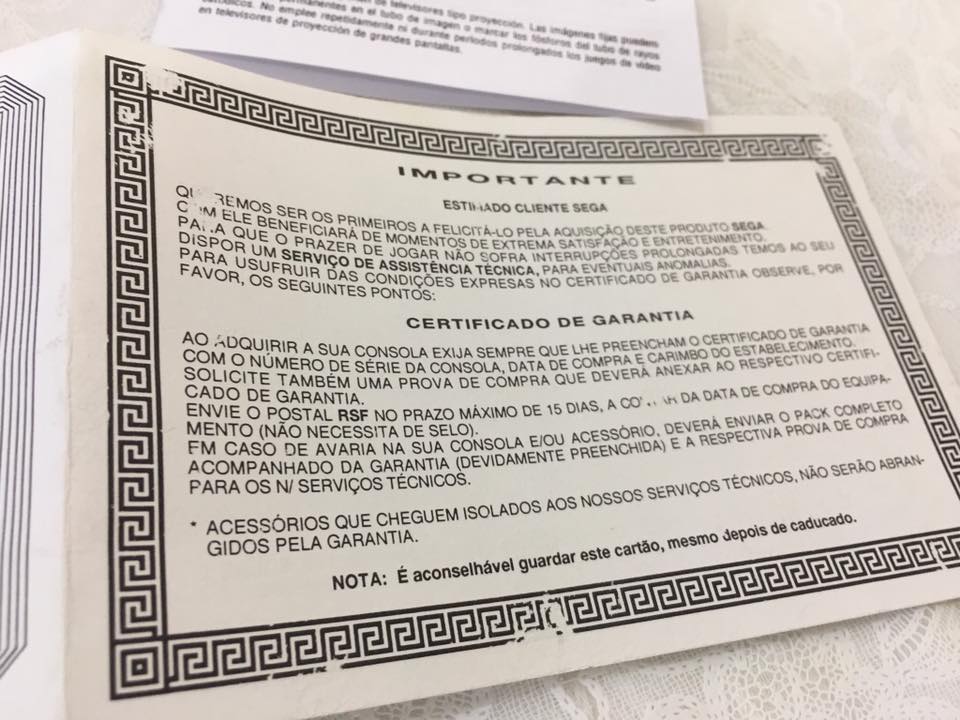 de televisores tipo proyección. Las imágenes fijas pueden
permanentes en el tubo de imagen o marcar los fósforos del tubo de rayos
catódicos. No emplee repetidamente ni durante periodos prolongados los juegos de vídeo
en televisores de proyección de grandes pantallas.
IMPORTANTE
ESTIMADO CLIENTE SEGA
QUEREMOS SER OS PRIMEIROS A FELICITÁ-LO PELA AQUISIÇÃO DESTE PRODUTO SEGA.
COM ELE BENEFICIARÁ DE MOMENTOS DE EXTREMA SATISFAÇÃO E ENTRETENIMENTO.
PARA QUE O PRAZER DE JOGAR NÃO SOFRA INTERRUPÇÕES PROLONGADAS TEMOS AO SEU
DISPOR UM SERVIÇO DE ASSISTÊNCIA TÉCNICA, PARA EVENTUAIS ANOMALIAS.
PARA USUFRUIR DAS CONDIÇÕES EXPRESAS NO CERTIFICADO DE GARANTIA OBSERVE, POR
FAVOR, OS SEGUINTES PONTOS:
CERTIFICADO DE GARANTIA
AO ADQUIRIR A SUA CONSOLA EXIJA SEMPRE QUE LHE PREENCHAM O CERTIFICADO DE GARANTIA
COM O NÚMERO DE SÉRIE DA CONSOLA, DATA DE COMPRA E CARIMBO DO ESTABELECIMENTO.
SOLICITE TAMBÉM UMA PROVA DE COMPRA QUE DEVERÁ ANEXAR AO RESPECTIVO CERTIFI-
CADO DE GARANTIA.
ENVIE O POSTAL RSF NO PRAZO MÁXIMO DE 15 DIAS, A CONTAR DA DATA DE COMPRA DO EQUIPA-
MENTO (NÃO NECESSITA DE SELO).
EM CASO DE AVARIA NA SUA CONSOLA E/OU ACESSÓRIO, DEVERÁ ENVIAR O PACK COMPLETO
ACOMPANHADO DA GARANTIA (DEVIDAMENTE PREENCHIDA) E A RESPECTIVA PROVA DE COMPRA
PARA OS N/ SERVIÇOS TÉCNICOS.
* ACESSÓRIOS QUE CHEGUEM ISOLADOS AOS NOSSOS SERVIÇOS TÉCNICOS, NÃO SERÃO ABRAN-
GIDOS PELA GARANTIA.
NOTA: É aconselhável guardar este cartão, mesmo depois de caducado.